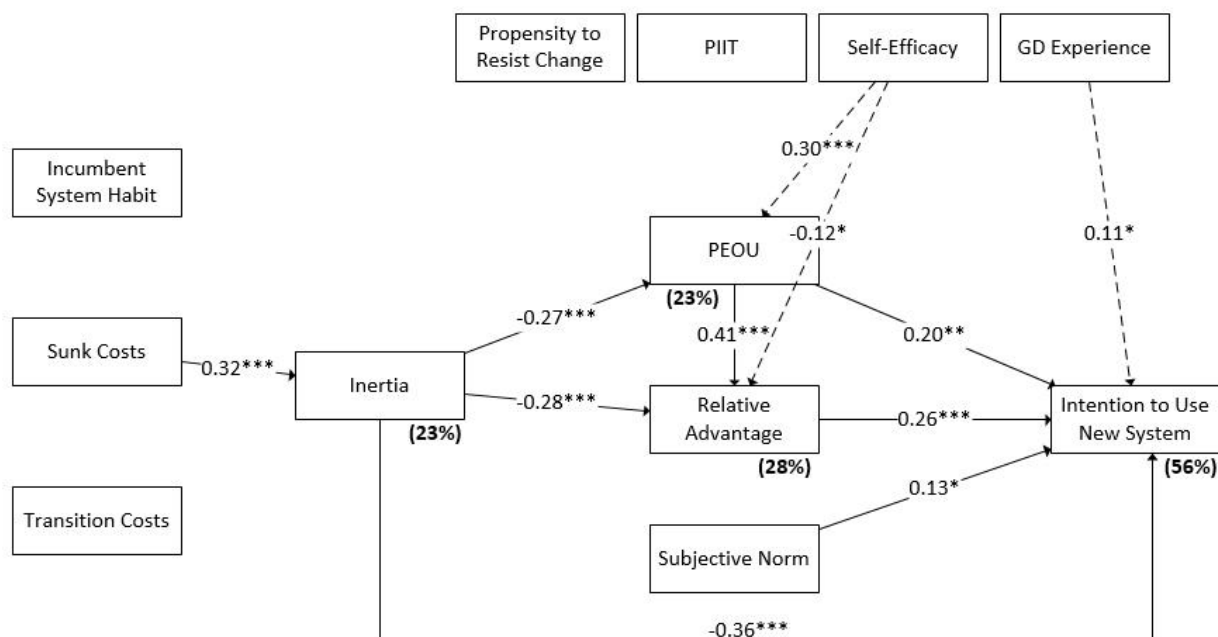 Propensity to
Resist Change
PIIT
Self-Efficacy
GD Experience
Incumbent
System Habit
0.30***
PEOU
-0.12*
0.11*
(23%)
-0.27***
0.41***
0.20**
Sunk Costs
0.32***
Inertia
(23%)
-0.28***
Relative
Advantage
(28%)
0.26***
Intention to Use
New System
(56%)
0.13*
Transition Costs
Subjective Norm
-0.36***